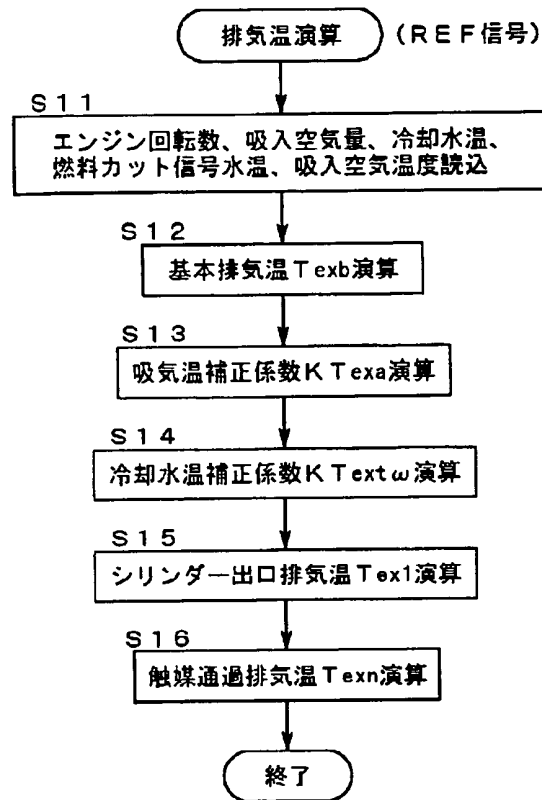 排気温演算 (REF信号)
S11
エンジン回転数、吸入空気量、冷却水温、
燃料カット信号水温、吸入空気温度読込
S12
基本排気温Texb演算
S13
吸気温補正係数KTexa演算
S14
冷却水温補正係数KTextω演算
S15
シリンダー出口排気温Tex1演算
S16
触媒通過排気温Texn演算
終了